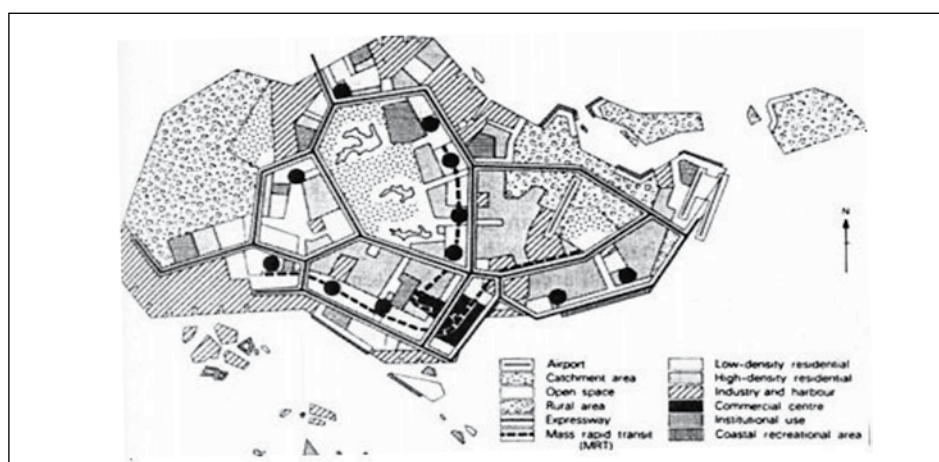 N
Airport
Catchment area
Open space
Rural area
Expressway
Mass rapid transit
(MRT)
Low-density residential
High-density residential
Industry and harbour
Commercial centre
Institutional use
Coastal recreational area